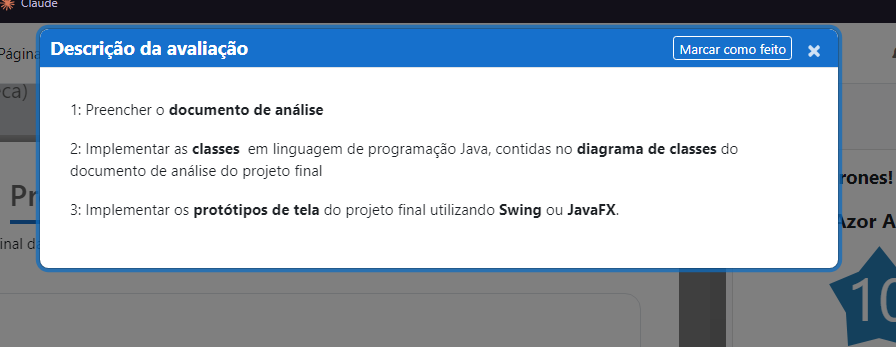 Claude
Página
Descrição da avaliação
Marcar como feito
eca)
1: Preencher o documento de análise
2: Implementar as classes em linguagem de programação Java, contidas no diagrama de classes do
documento de análise do projeto final
3: Implementar os protótipos de tela do projeto final utilizando Swing ou JavaFX.
Pr
inal da
rones!
Azor A
10